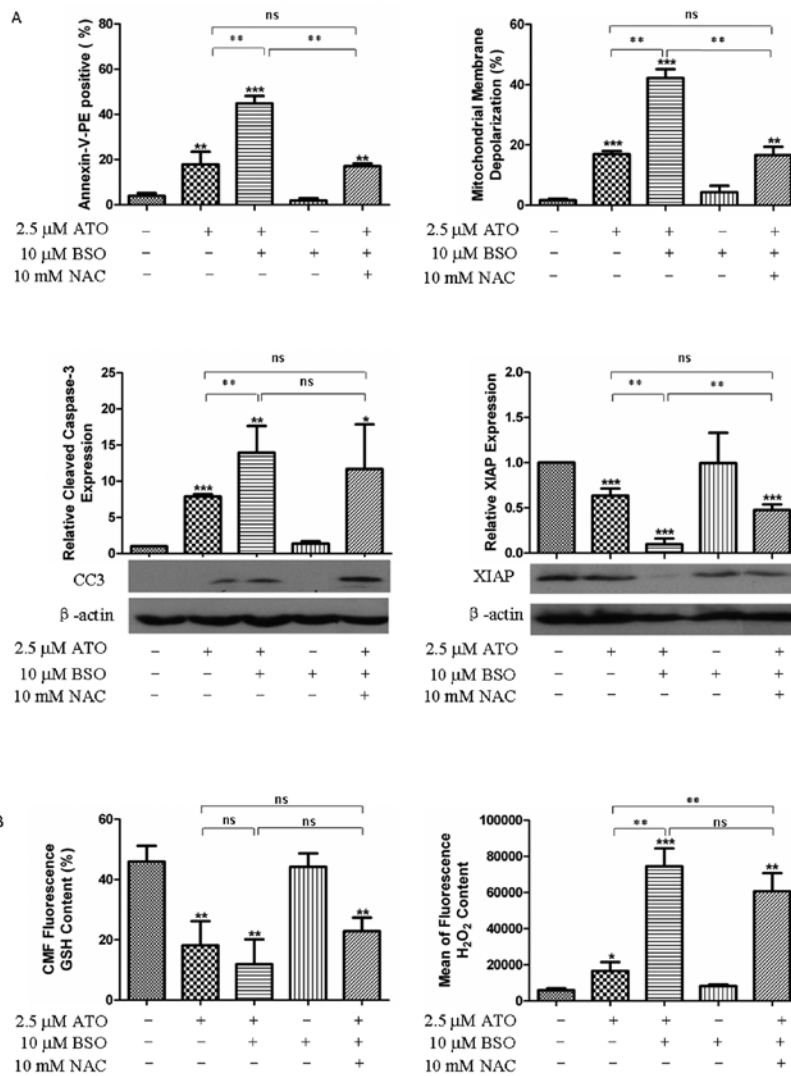 A
Annexin-V-PE positive ( %)
80
60
40
20
0
ns
** **
** *** **
2.5 µM ATO − + + − +
10 µM BSO − − + + +
10 mM NAC − − − − +
Mitochondrial Membrane
Depolarization (%)
60
40
20
0
ns
** **
*** *** **
2.5 µM ATO − + + − +
10 µM BSO − − + + +
10 mM NAC − − − − +
Relative Cleaved Caspase-3
Expression
25
20
15
10
5
0
ns
** ns
*** ** *
CC3
β -actin
2.5 µM ATO − + + − +
10 µM BSO − − + + +
10 mM NAC − − − − +
Relative XIAP Expression
2.0
1.5
1.0
0.5
0.0
ns
** **
*** *** ***
XIAP
β -actin
2.5 µM ATO − + + − +
10 µM BSO − − + + +
10 mM NAC − − − − +
B
CMF Fluorescence
GSH Content (%)
60
40
20
0
ns
ns ns
** ** **
2.5 µM ATO − + + − +
10 µM BSO − − + + +
10 mM NAC − − − − +
Mean of Fluorescence
H₂O₂ Content
100000
80000
60000
40000
20000
0
**
** ns
* *** **
2.5 µM ATO − + + − +
10 µM BSO − − + + +
10 mM NAC − − − − +